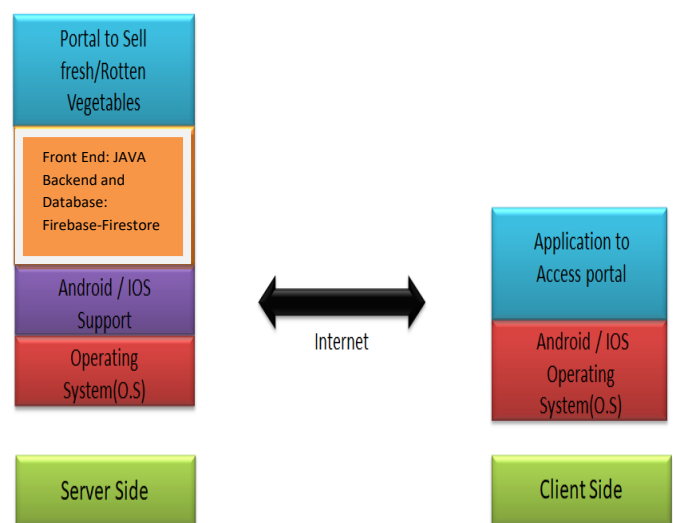 Portal to Sell
fresh/Rotten
Vegetables
Front End: JAVA
Backend and
Database:
Firebase-Firestore
Android / IOS
Support
Operating
System(O.S)
Server Side
Internet
Application to
Access portal
Android / IOS
Operating
System(O.S)
Client Side